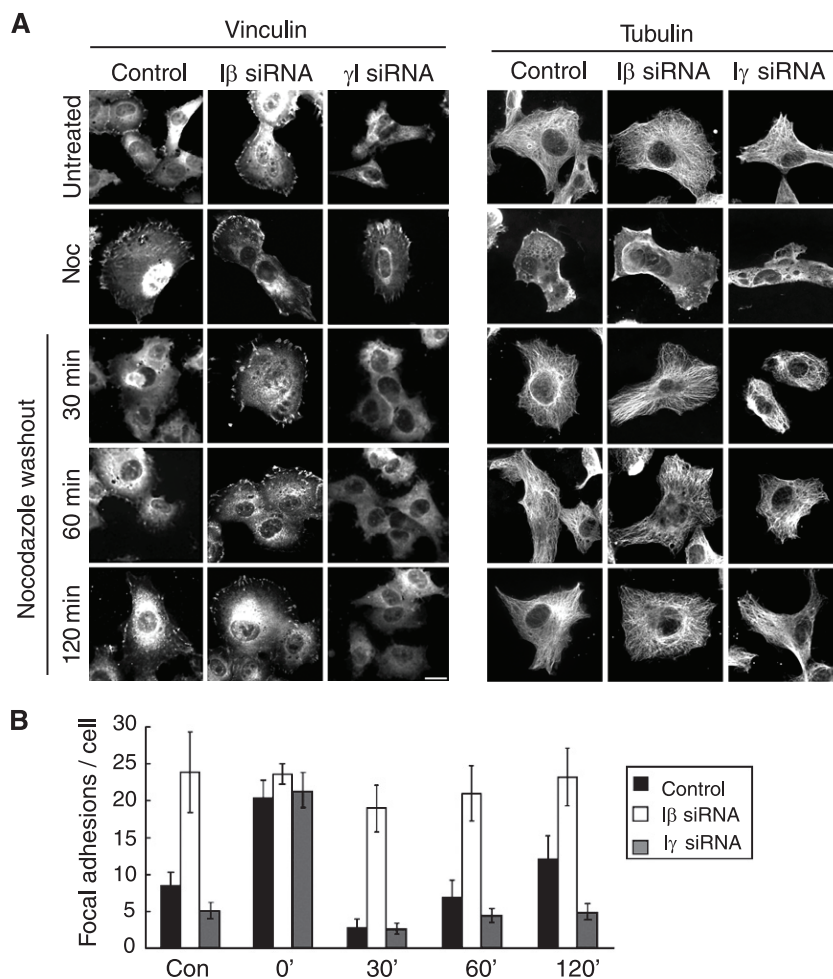 A
Vinculin
Tubulin
Control Iβ siRNA γI siRNA
Control Iβ siRNA Iγ siRNA
Untreated
Noc
Nocodazole washout
30 min
60 min
120 min
B
Focal adhesions / cell
30
25
20
15
10
5
0
Con 0' 30' 60' 120'
Control
Iβ siRNA
Iγ siRNA